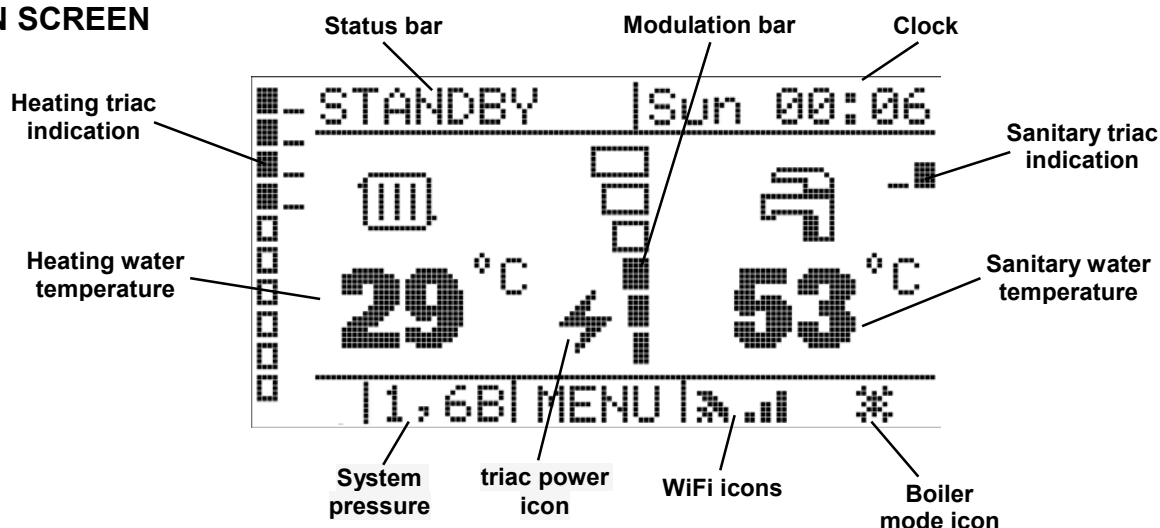 N SCREEN
Status bar
Modulation bar
Clock
Heating triac
indication
STANDBY
Sun 00:06
Sanitary triac
indication
Heating water
temperature
29 °C
53 °C
Sanitary water
temperature
1,6B
MENU
System
pressure
triac power
icon
WiFi icons
Boiler
mode icon